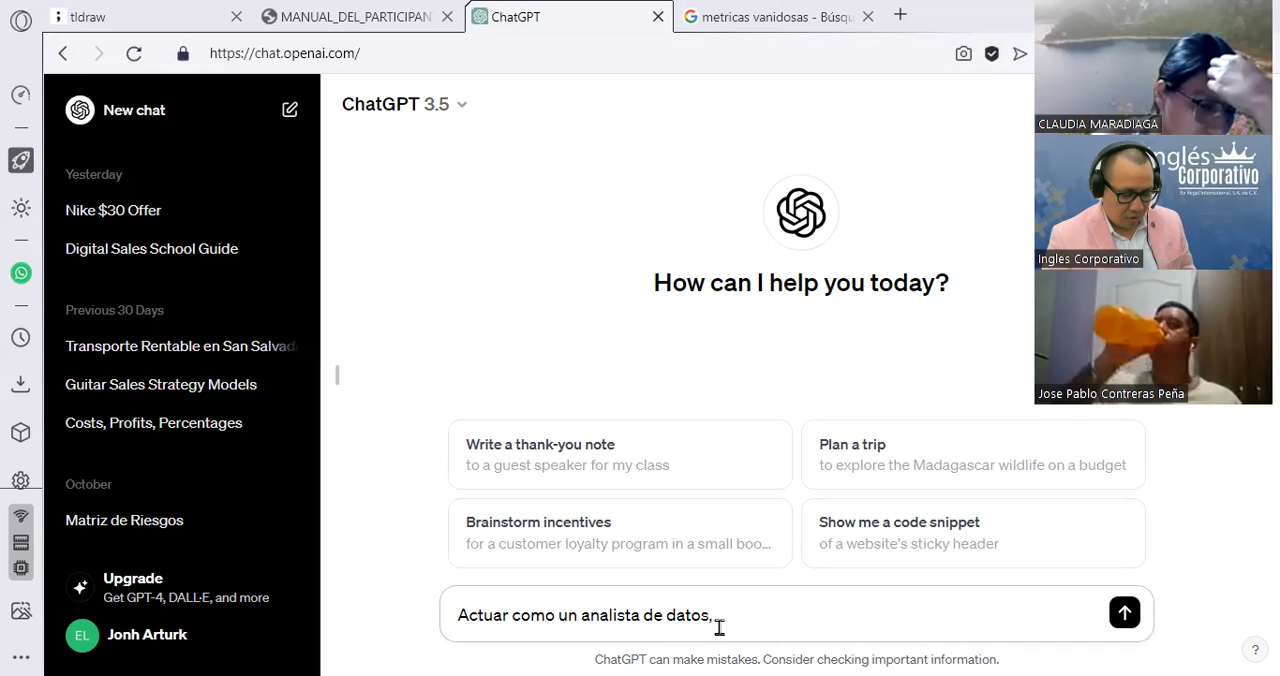 tldraw
MANUAL_DEL_PARTICIPAN
ChatGPT
metricas vanidosas - Búsqu
https://chat.openai.com/
New chat
Yesterday
Nike $30 Offer
Digital Sales School Guide
Previous 30 Days
Transporte Rentable en San Salvad
Guitar Sales Strategy Models
Costs, Profits, Percentages
October
Matriz de Riesgos
Upgrade
Get GPT-4, DALL·E, and more
EL
Jonh Arturk
ChatGPT 3.5
How can I help you today?
Write a thank-you note
to a guest speaker for my class
Plan a trip
to explore the Madagascar wildlife on a budget
Brainstorm incentives
for a customer loyalty program in a small boo...
Show me a code snippet
of a website's sticky header
Actuar como un analista de datos,
ChatGPT can make mistakes. Consider checking important information.
?
CLAUDIA MARADIAGA
Inglés
Corporativo
By Regal International, S.A. de C.V.
Ingles Corporativo
Jose Pablo Contreras Peña